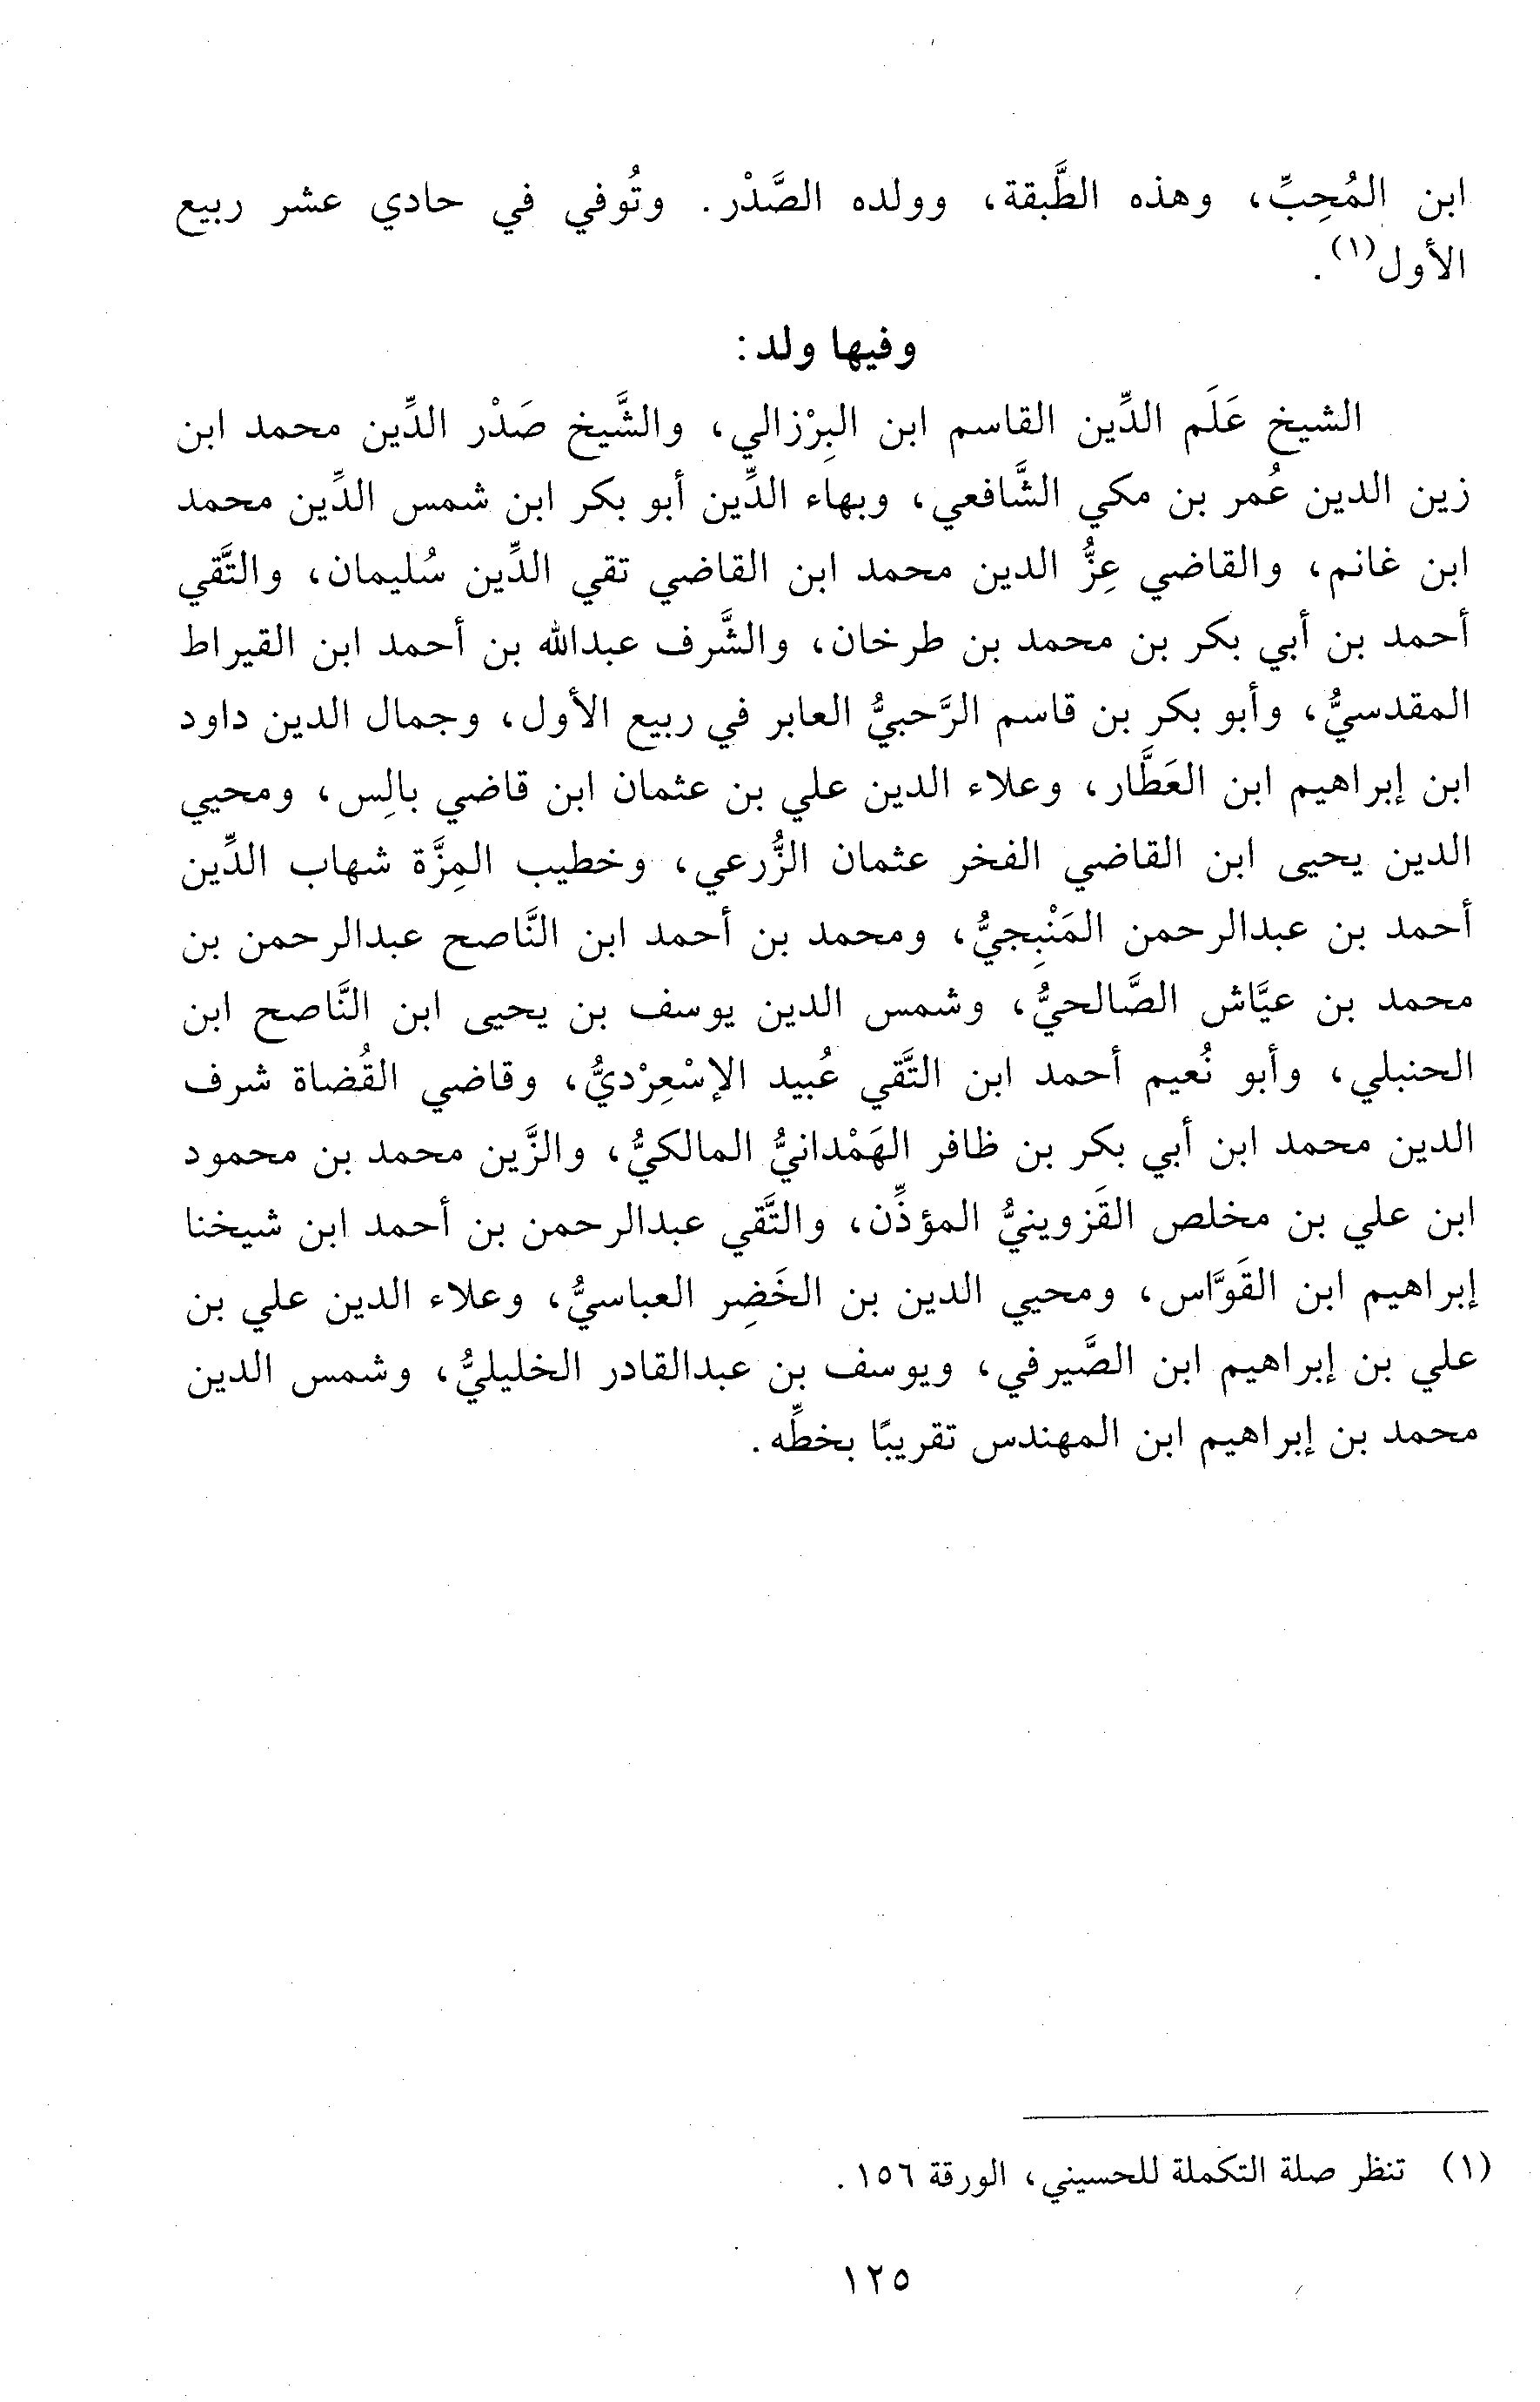 ابن المُحِبِّ، وهذه الطَّبقة، وولده الصَّدْر. وتُوفي في حادي عشر ربيع
الأول(١).
وفيها ولد:
الشيخ عَلَم الدِّين القاسم ابن البِرْزالي، والشَّيخ صَدْر الدِّين محمد ابن
زين الدين عُمر بن مكي الشَّافعي، وبهاء الدِّين أبو بكر ابن شمس الدِّين محمد
ابن غانم، والقاضي عِزُّ الدين محمد ابن القاضي تقي الدِّين سُليمان، والتَّقي
أحمد بن أبي بكر بن محمد بن طرخان، والشَّرف عبدالله بن أحمد ابن القيراط
المقدسيُّ، وأبو بكر بن قاسم الرَّحبيُّ العابر في ربيع الأول، وجمال الدين داود
ابن إبراهيم ابن العَطَّار، وعلاء الدين علي بن عثمان ابن قاضي بالِس، ومحيي
الدين يحيى ابن القاضي الفخر عثمان الزُّرعي، وخطيب المِزَّة شهاب الدِّين
أحمد بن عبدالرحمن المَنْبِجيُّ، ومحمد بن أحمد ابن النَّاصح عبدالرحمن بن
محمد بن عيَّاش الصَّالحيُّ، وشمس الدين يوسف بن يحيى ابن النَّاصح ابن
الحنبلي، وأبو نُعيم أحمد ابن التَّقي عُبيد الإسْعِرْديُّ، وقاضي القُضاة شرف
الدين محمد ابن أبي بكر بن ظافر الهَمْدانيُّ المالكيُّ، والزَّين محمد بن محمود
ابن علي بن مخلص القَزوينيُّ المؤذِّن، والتَّقي عبدالرحمن بن أحمد ابن شيخنا
إبراهيم ابن القَوَّاس، ومحيي الدين بن الخَضِر العباسيُّ، وعلاء الدين علي بن
علي بن إبراهيم ابن الصَّيرفي، ويوسف بن عبدالقادر الخليليُّ، وشمس الدين
محمد بن إبراهيم ابن المهندس تقريبًا بخطِّه.
(١) تنظر صلة التكملة للحسيني، الورقة ١٥٦.
١٢٥